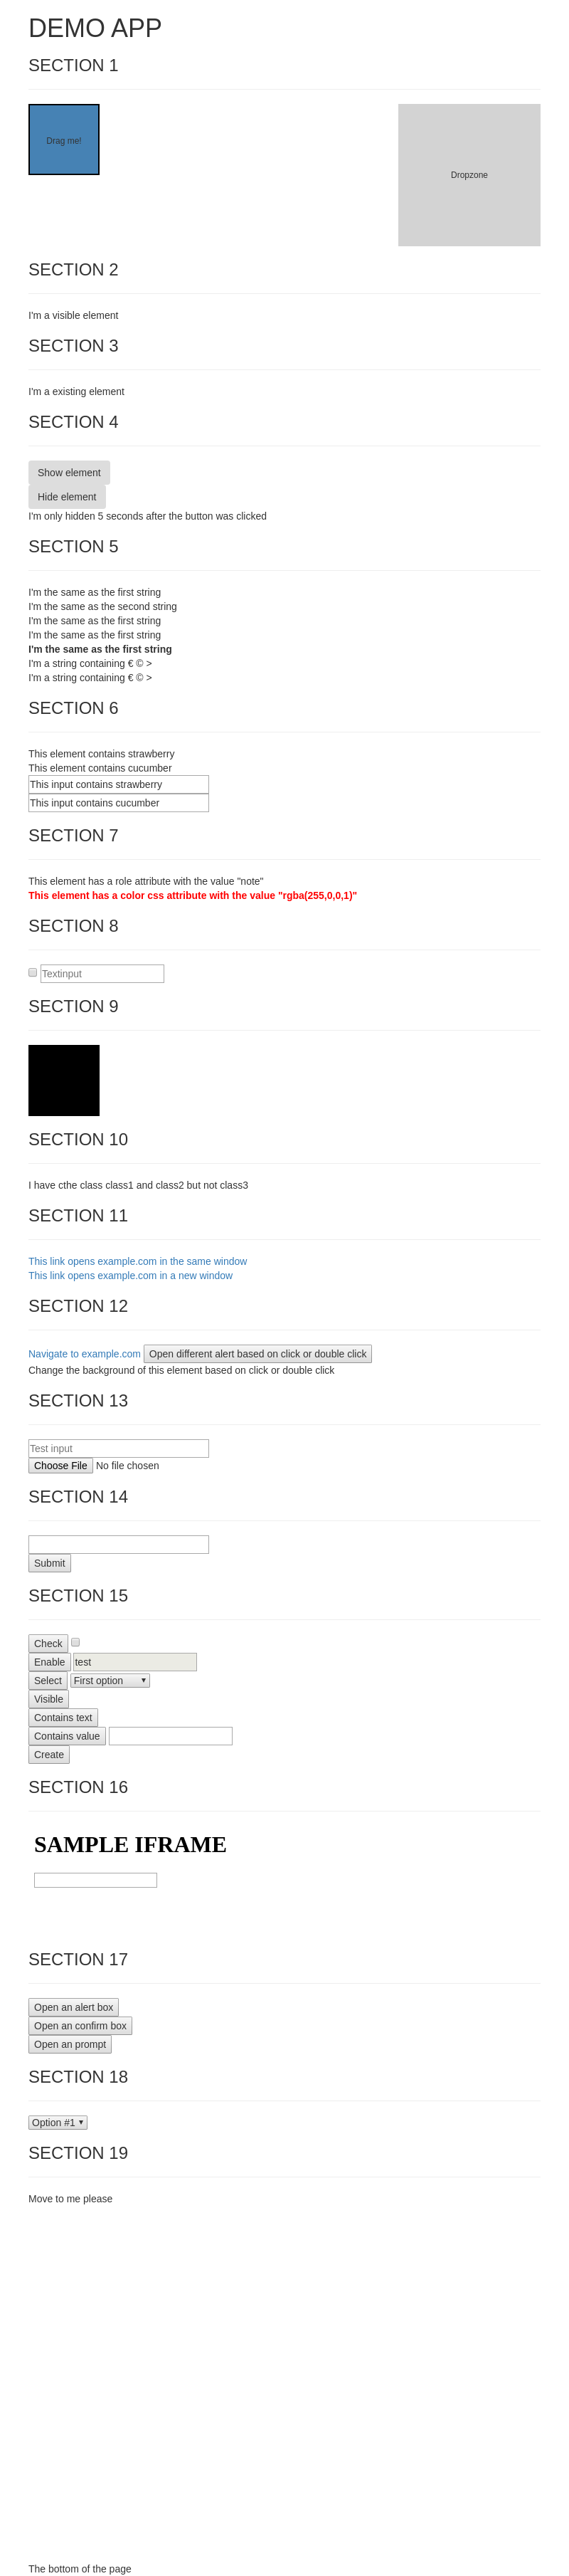 DEMO APP
SECTION 1
Drag me!
Dropzone
SECTION 2
I'm a visible element
SECTION 3
I'm a existing element
SECTION 4
Show element
Hide element
I'm only hidden 5 seconds after the button was clicked
SECTION 5
I'm the same as the first string
I'm the same as the second string
I'm the same as the first string
I'm the same as the first string
I'm the same as the first string
I'm a string containing € © >
I'm a string containing € © >
SECTION 6
This element contains strawberry
This element contains cucumber
This input contains strawberry
This input contains cucumber
SECTION 7
This element has a role attribute with the value "note"
This element has a color css attribute with the value "rgba(255,0,0,1)"
SECTION 8
Textinput
SECTION 9
SECTION 10
I have cthe class class1 and class2 but not class3
SECTION 11
This link opens example.com in the same window
This link opens example.com in a new window
SECTION 12
Navigate to example.com Open different alert based on click or double click
Change the background of this element based on click or double click
SECTION 13
Test input
Choose File No file chosen
SECTION 14
Submit
SECTION 15
Check
Enable test
Select First option
Visible
Contains text
Contains value
Create
SECTION 16
SAMPLE IFRAME
SECTION 17
Open an alert box
Open an confirm box
Open an prompt
SECTION 18
Option #1
SECTION 19
Move to me please
The bottom of the page